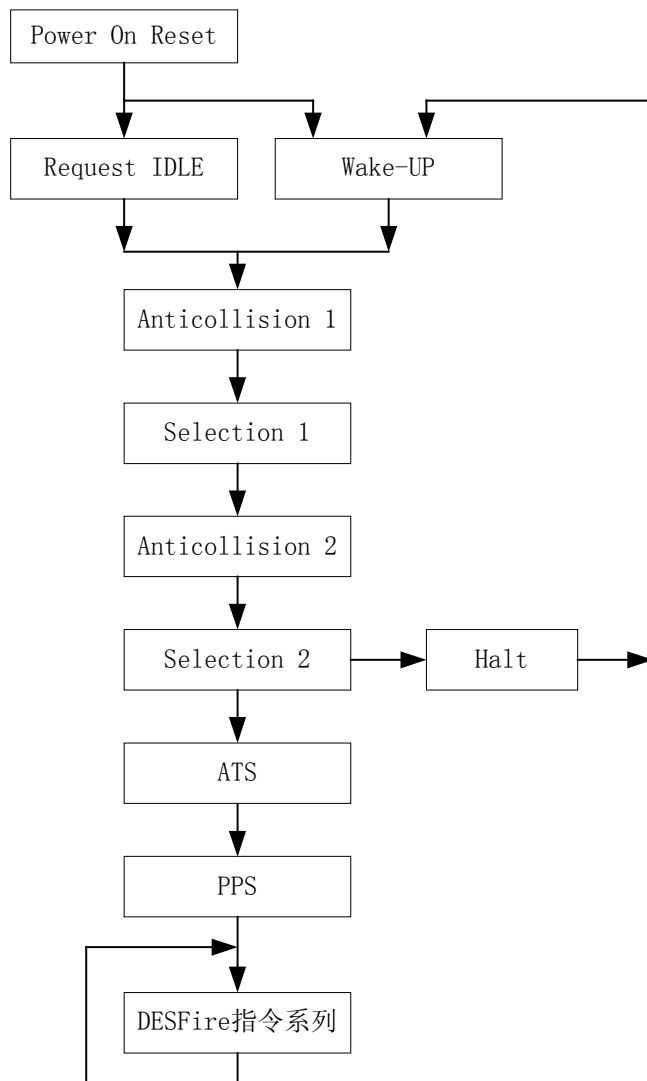 Power On Reset
Request IDLE
Wake-UP
Anticollision 1
Selection 1
Anticollision 2
Selection 2
Halt
ATS
PPS
DESFire指令系列